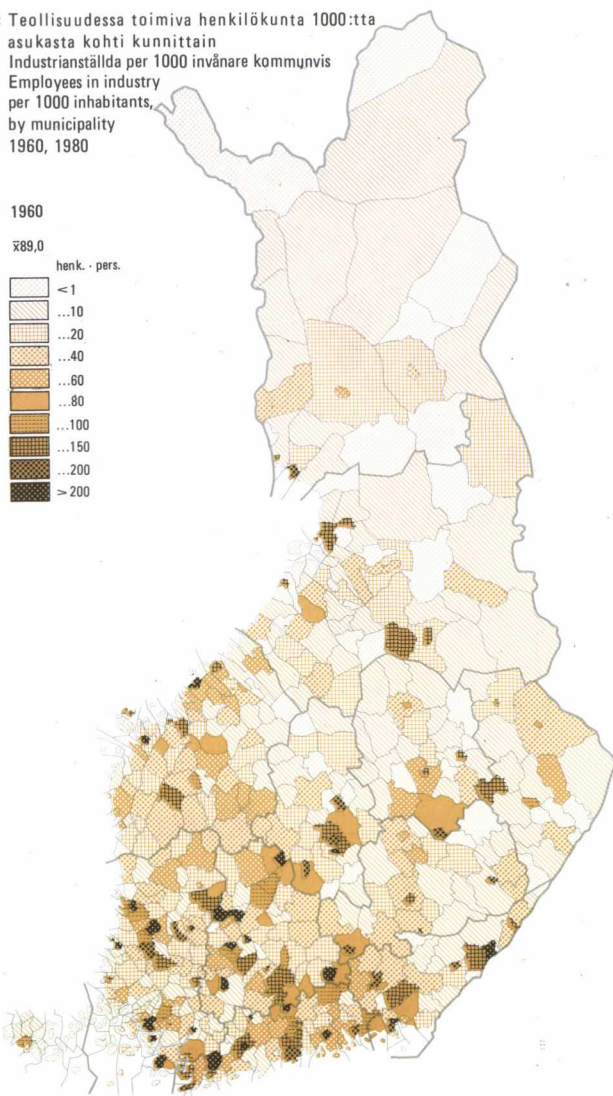 Teollisuudessa toimiva henkilökunta 1000:tta
asukasta kohti kunnittain
Industrianställda per 1000 invånare kommunvis
Employees in industry
per 1000 inhabitants,
by municipality
1960, 1980
1960
x̄89,0
henk. · pers.
<1
...10
...20
...40
...60
...80
...100
...150
...200
>200